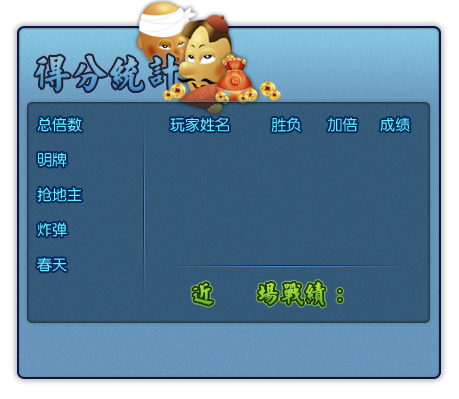 得分統計
总倍数
玩家姓名 胜负 加倍 成绩
明牌
抢地主
炸弹
春天
近 場戰績：